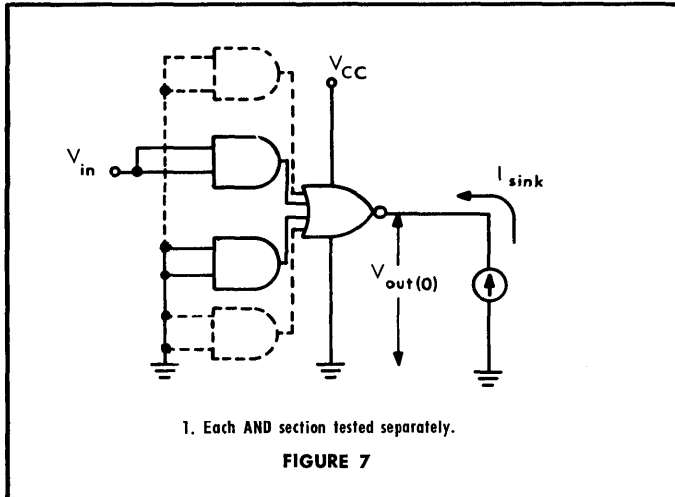 V_CC
V_in
I_sink
V_out(0)
1. Each AND section tested separately.
FIGURE 7